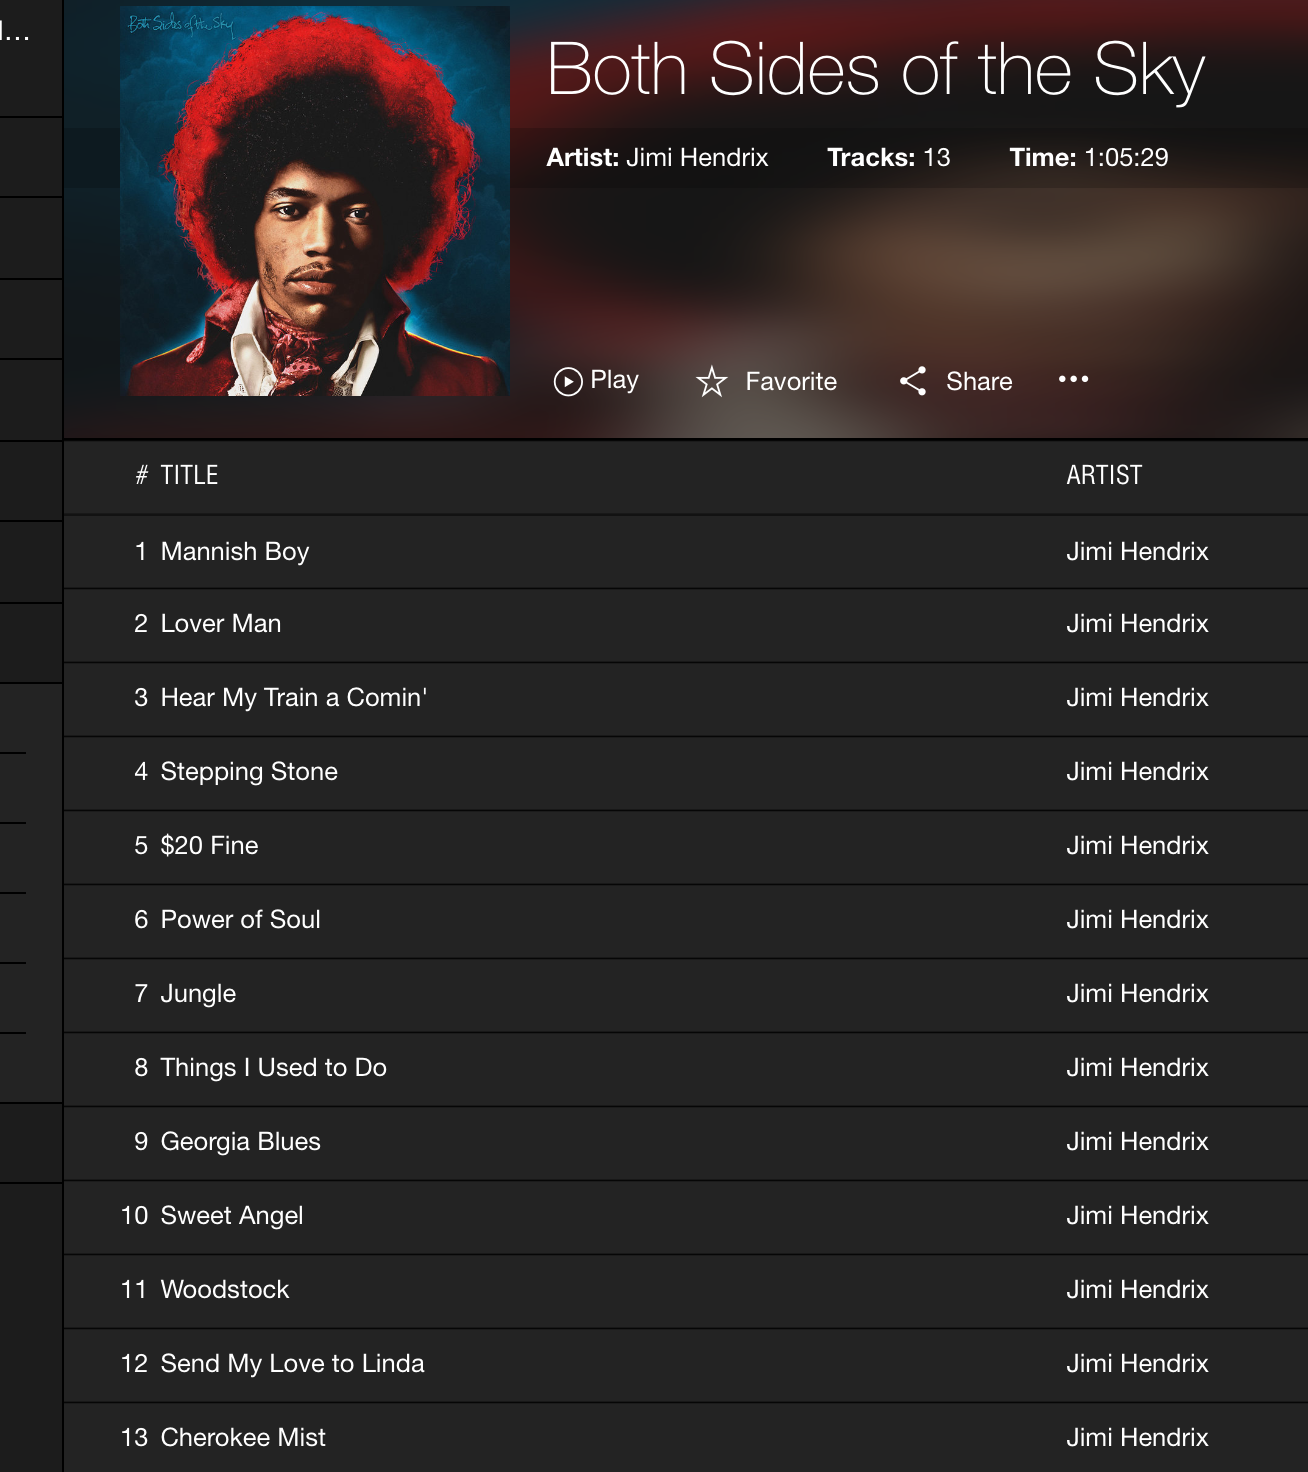 l...
Both Sides of the Sky
Both Sides of the Sky
Artist: Jimi Hendrix Tracks: 13 Time: 1:05:29
Play Favorite Share •••
# TITLE ARTIST
1 Mannish Boy Jimi Hendrix
2 Lover Man Jimi Hendrix
3 Hear My Train a Comin' Jimi Hendrix
4 Stepping Stone Jimi Hendrix
5 $20 Fine Jimi Hendrix
6 Power of Soul Jimi Hendrix
7 Jungle Jimi Hendrix
8 Things I Used to Do Jimi Hendrix
9 Georgia Blues Jimi Hendrix
10 Sweet Angel Jimi Hendrix
11 Woodstock Jimi Hendrix
12 Send My Love to Linda Jimi Hendrix
13 Cherokee Mist Jimi Hendrix